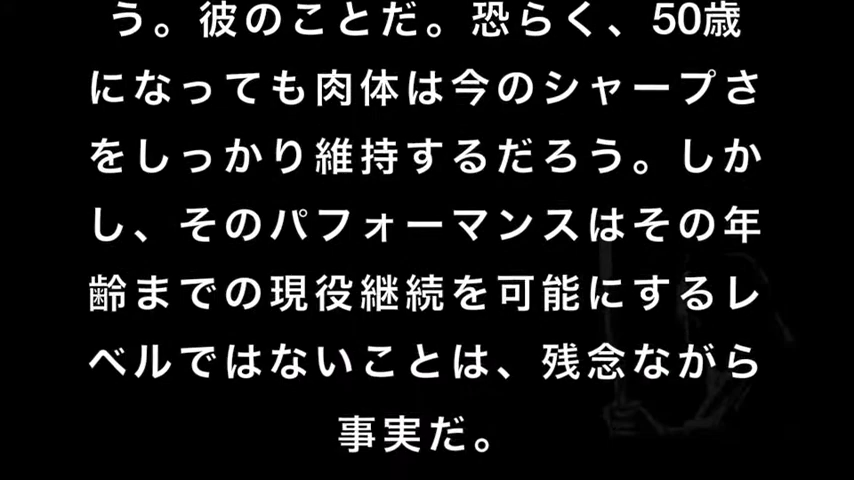 う。彼のことだ。恐らく、50歳
になっても肉体は今のシャープさ
をしっかり維持するだろう。しか
し、そのパフォーマンスはその年
齢までの現役継続を可能にするレ
ベルではないことは、残念ながら
事実だ。